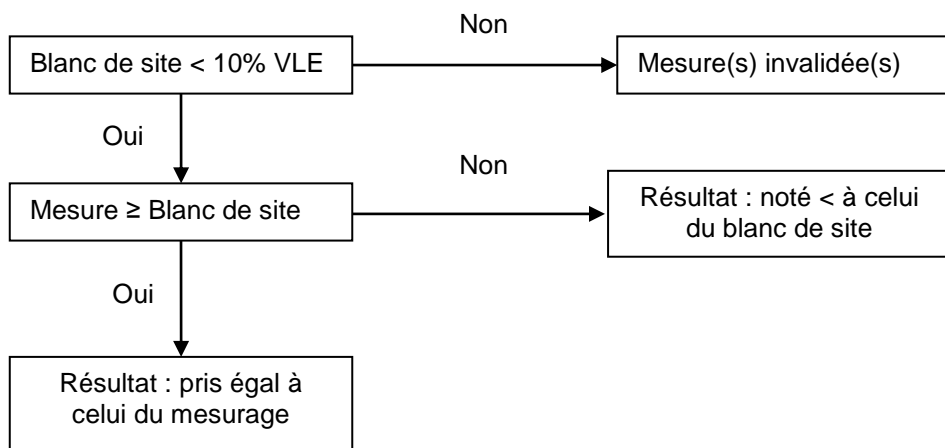 Non
Blanc de site < 10% VLE
Mesure(s) invalidée(s)
Oui
Non
Mesure ≥ Blanc de site
Résultat : noté < à celui
du blanc de site
Oui
Résultat : pris égal à
celui du mesurage